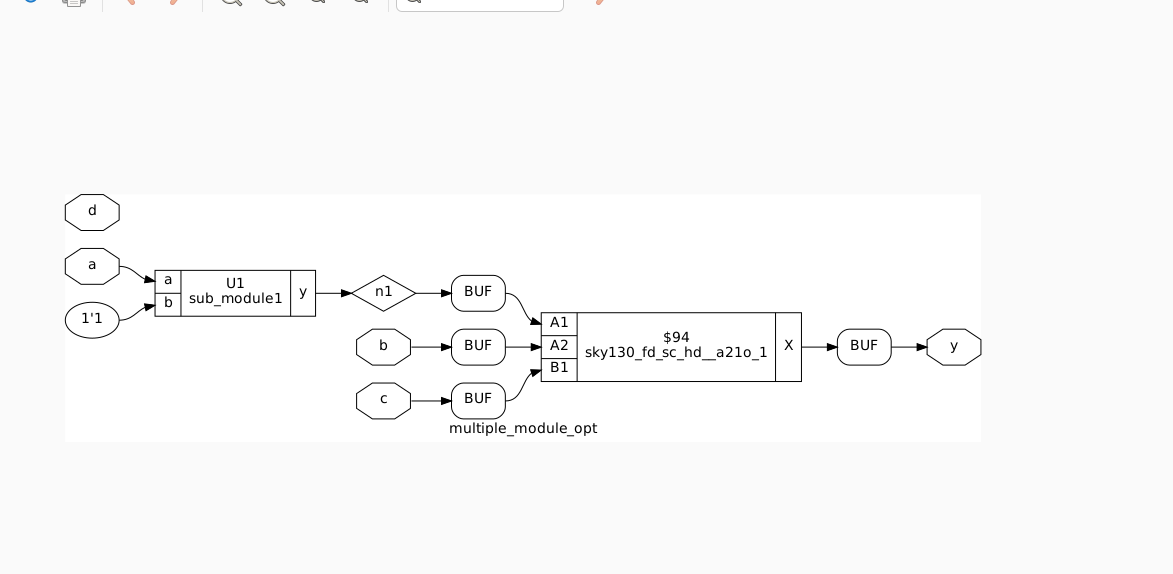 d
a
1'1
a
b
U1
sub_module1
y
n1
BUF
b
BUF
c
BUF
A1
A2
B1
$94
sky130_fd_sc_hd__a21o_1
X
BUF
y
multiple_module_opt